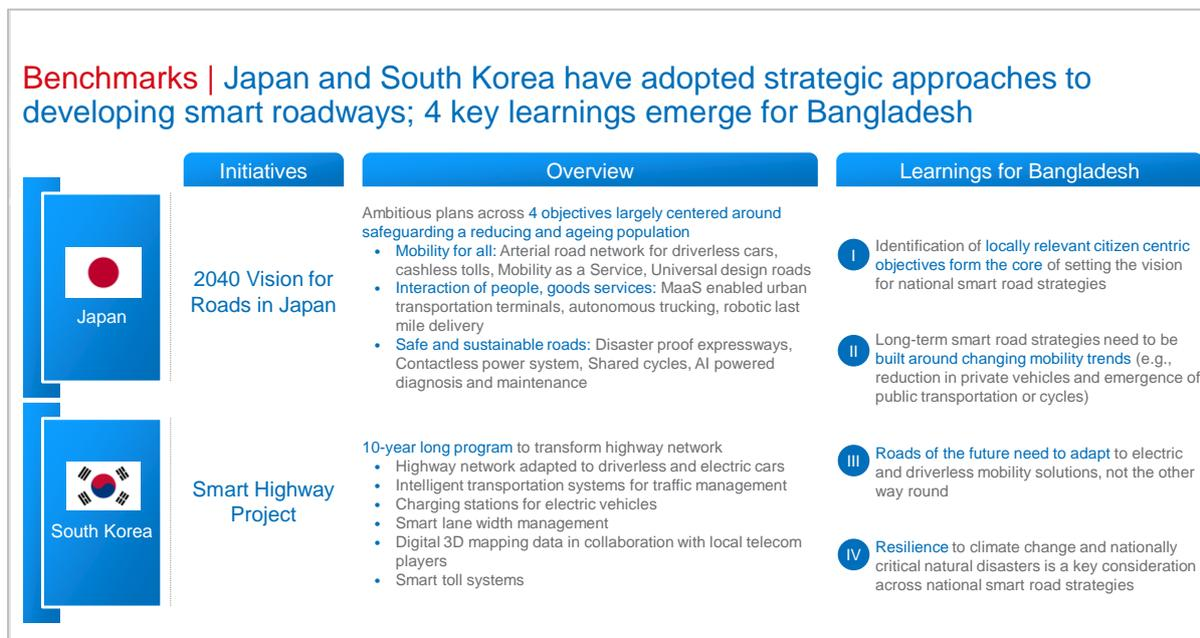 Benchmarks | Japan and South Korea have adopted strategic approaches to
developing smart roadways; 4 key learnings emerge for Bangladesh
Initiatives
Overview
Learnings for Bangladesh
Japan
2040 Vision for
Roads in Japan
Ambitious plans across 4 objectives largely centered around
safeguarding a reducing and ageing population
• Mobility for all: Arterial road network for driverless cars,
cashless tolls, Mobility as a Service, Universal design roads
• Interaction of people, goods services: MaaS enabled urban
transportation terminals, autonomous trucking, robotic last
mile delivery
• Safe and sustainable roads: Disaster proof expressways,
Contactless power system, Shared cycles, AI powered
diagnosis and maintenance
South Korea
Smart Highway
Project
10-year long program to transform highway network
• Highway network adapted to driverless and electric cars
• Intelligent transportation systems for traffic management
• Charging stations for electric vehicles
• Smart lane width management
• Digital 3D mapping data in collaboration with local telecom
players
• Smart toll systems
I
Identification of locally relevant citizen centric
objectives form the core of setting the vision
for national smart road strategies
II
Long-term smart road strategies need to be
built around changing mobility trends (e.g.,
reduction in private vehicles and emergence of
public transportation or cycles)
III
Roads of the future need to adapt to electric
and driverless mobility solutions, not the other
way round
IV
Resilience to climate change and nationally
critical natural disasters is a key consideration
across national smart road strategies